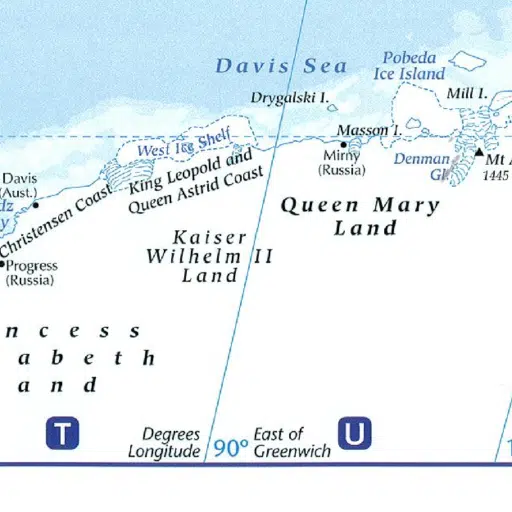 Davis Sea
Pobeda
Ice Island
Drygalski I.
Mill I.
Masson I.
West Ice Shelf
Mirny
(Russia)
Denman
Gl
Mt A
1445
Davis
(Aust.)
dz
y
King Leopold and
Queen Astrid Coast
Christensen Coast
Queen Mary
Land
Kaiser
Wilhelm II
Land
Progress
(Russia)
ncess
abeth
and
T
Degrees
Longitude
90°
East of
Greenwich
U
1